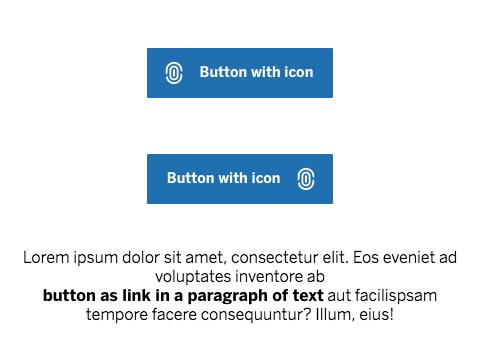 Button with icon
Button with icon
Lorem ipsum dolor sit amet, consectetur elit. Eos eveniet ad
voluptates inventore ab
button as link in a paragraph of text aut facilispsam
tempore facere consequuntur? Illum, eius!